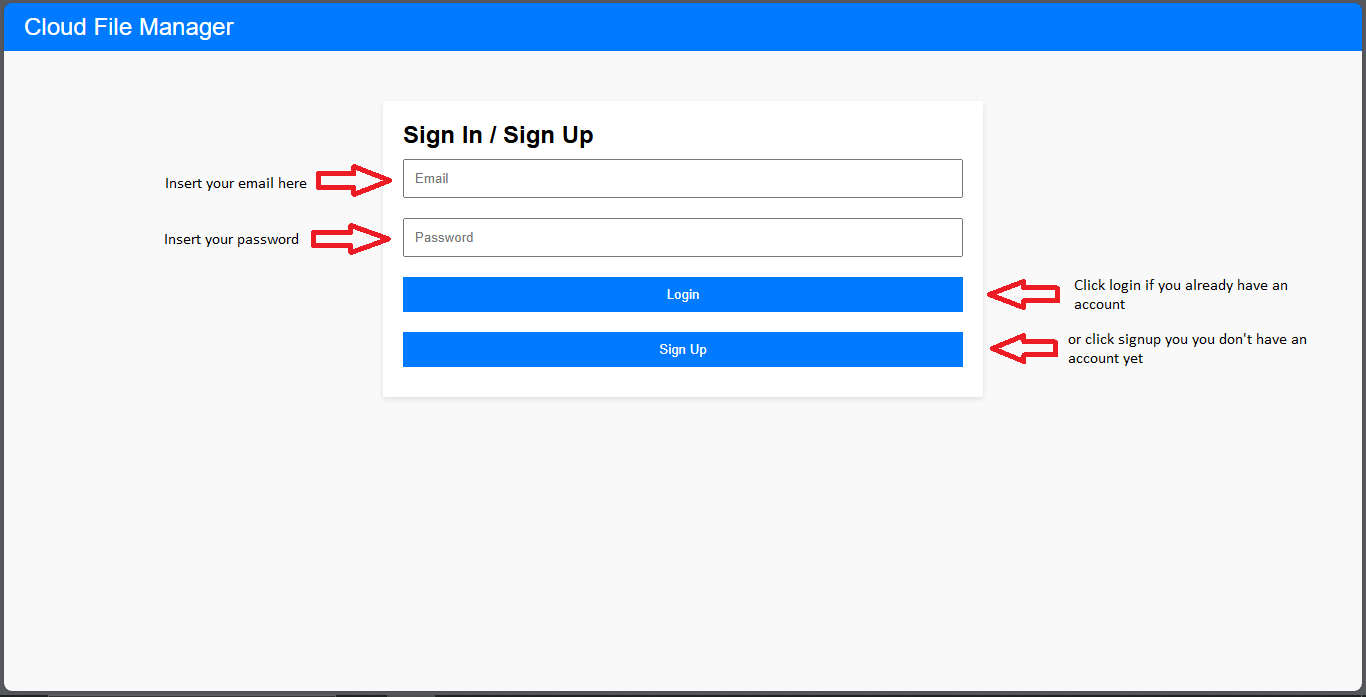 Cloud File Manager
Sign In / Sign Up
Insert your email here
Email
Insert your password
Password
Login
Click login if you already have an
account
Sign Up
or click signup you you don't have an
account yet